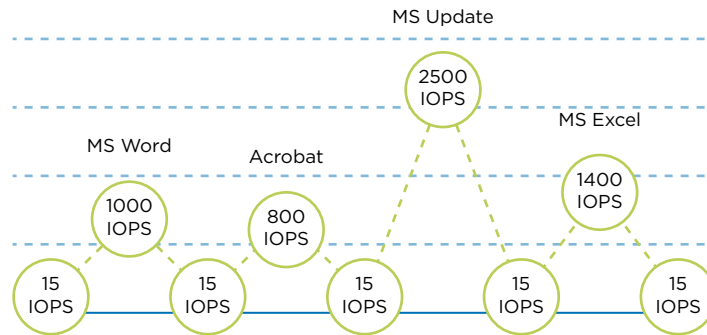 MS Update
2500
IOPS
MS Excel
MS Word
Acrobat
1400
IOPS
1000
IOPS
800
IOPS
15
IOPS
15
IOPS
15
IOPS
15
IOPS
15
IOPS